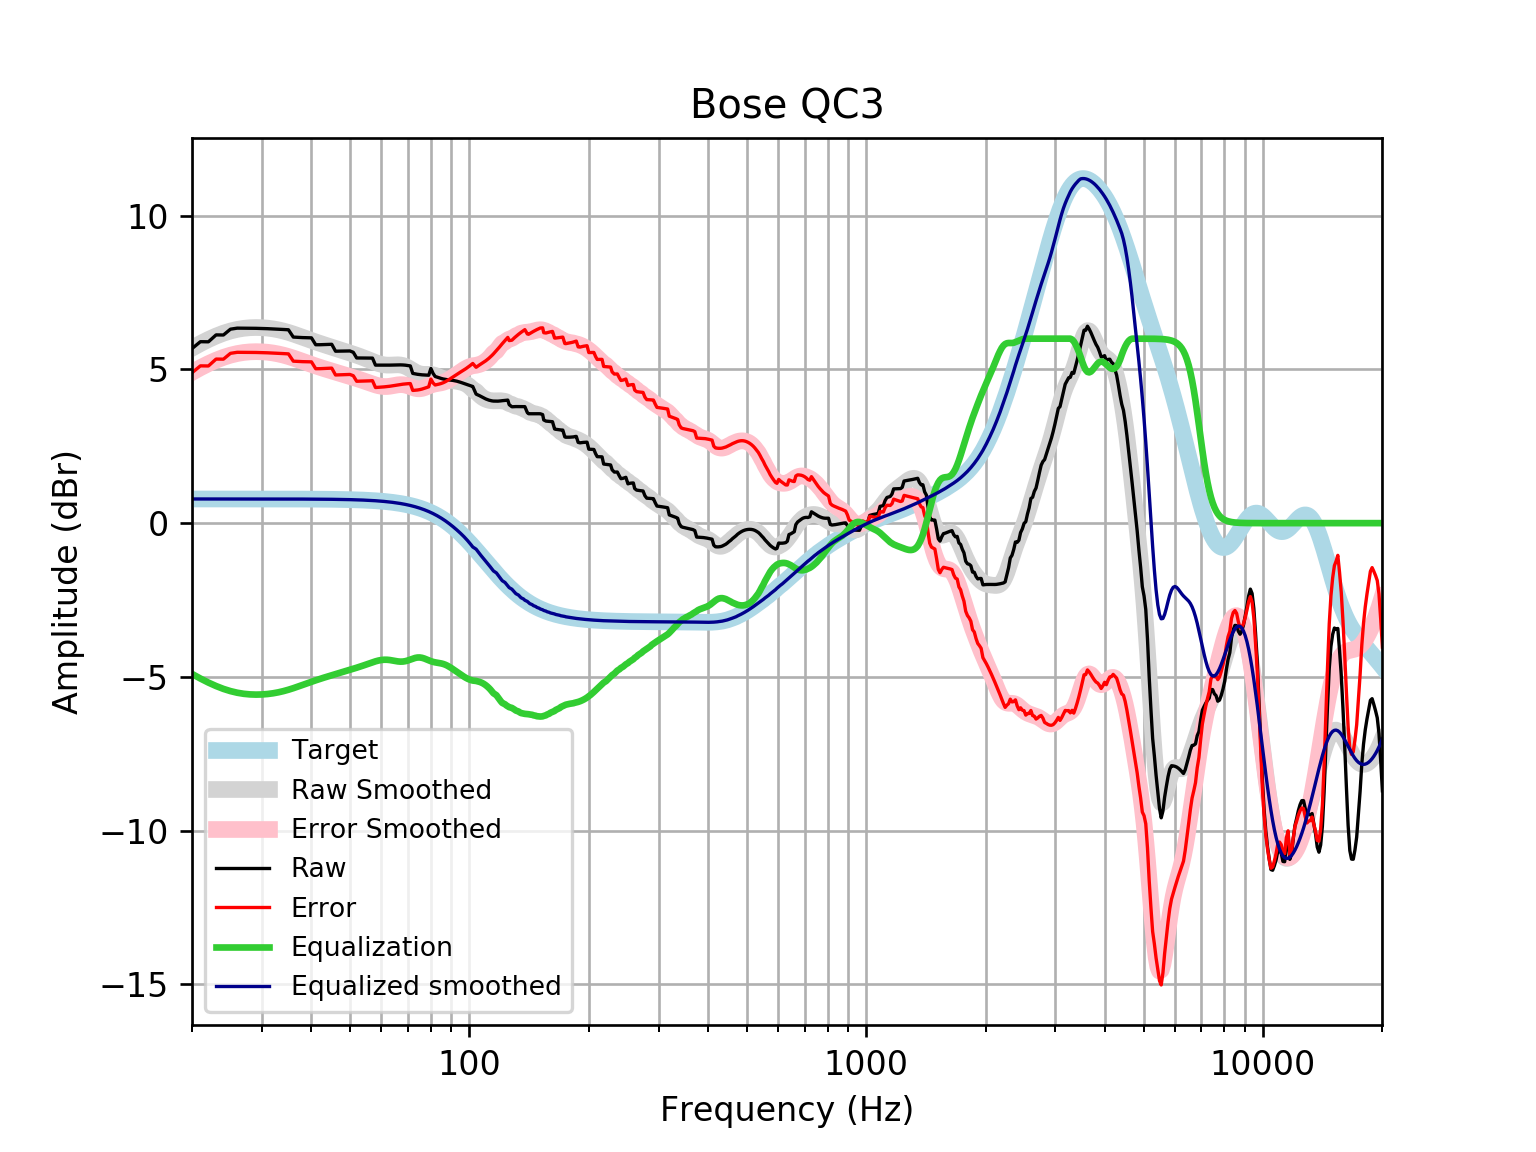 Bose QC3
Amplitude (dBr)
10
5
0
−5
−10
−15
Target
Raw Smoothed
Error Smoothed
Raw
Error
Equalization
Equalized smoothed
100
1000
10000
Frequency (Hz)